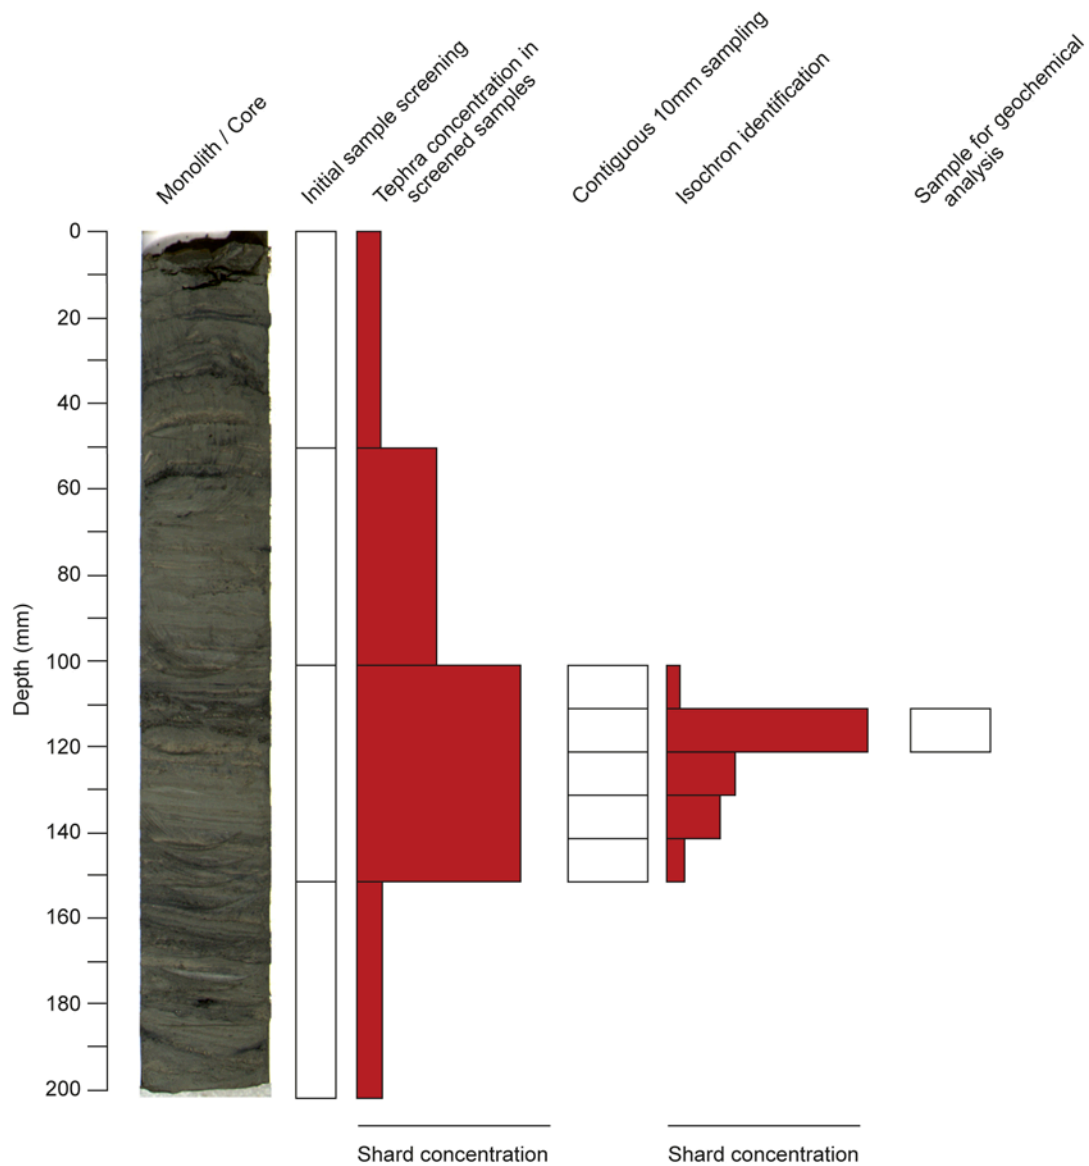 Monolith / Core
Initial sample screening
Tephra concentration in
screened samples
Contiguous 10mm sampling
Isochron identification
Sample for geochemical
analysis
Depth (mm)
0
20
40
60
80
100
120
140
160
180
200
Shard concentration
Shard concentration